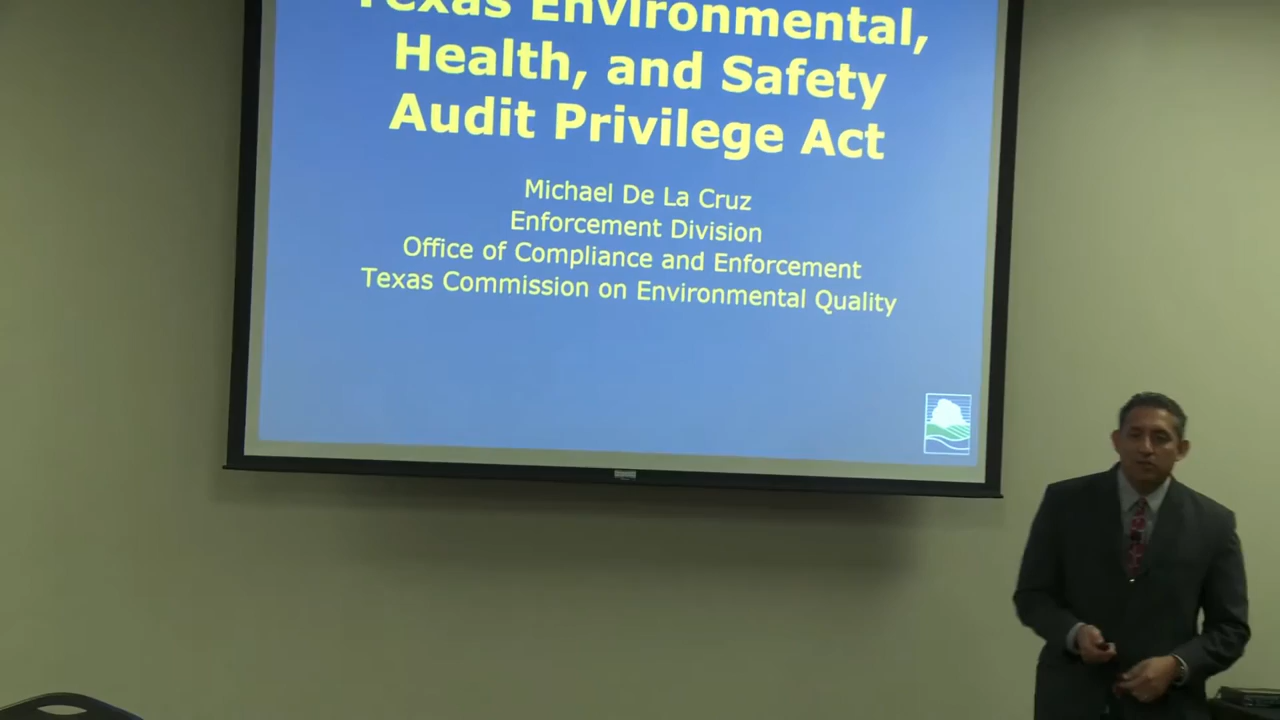 Texas Environmental,
Health, and Safety
Audit Privilege Act
Michael De La Cruz
Enforcement Division
Office of Compliance and Enforcement
Texas Commission on Environmental Quality